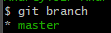 $ git branch
* master